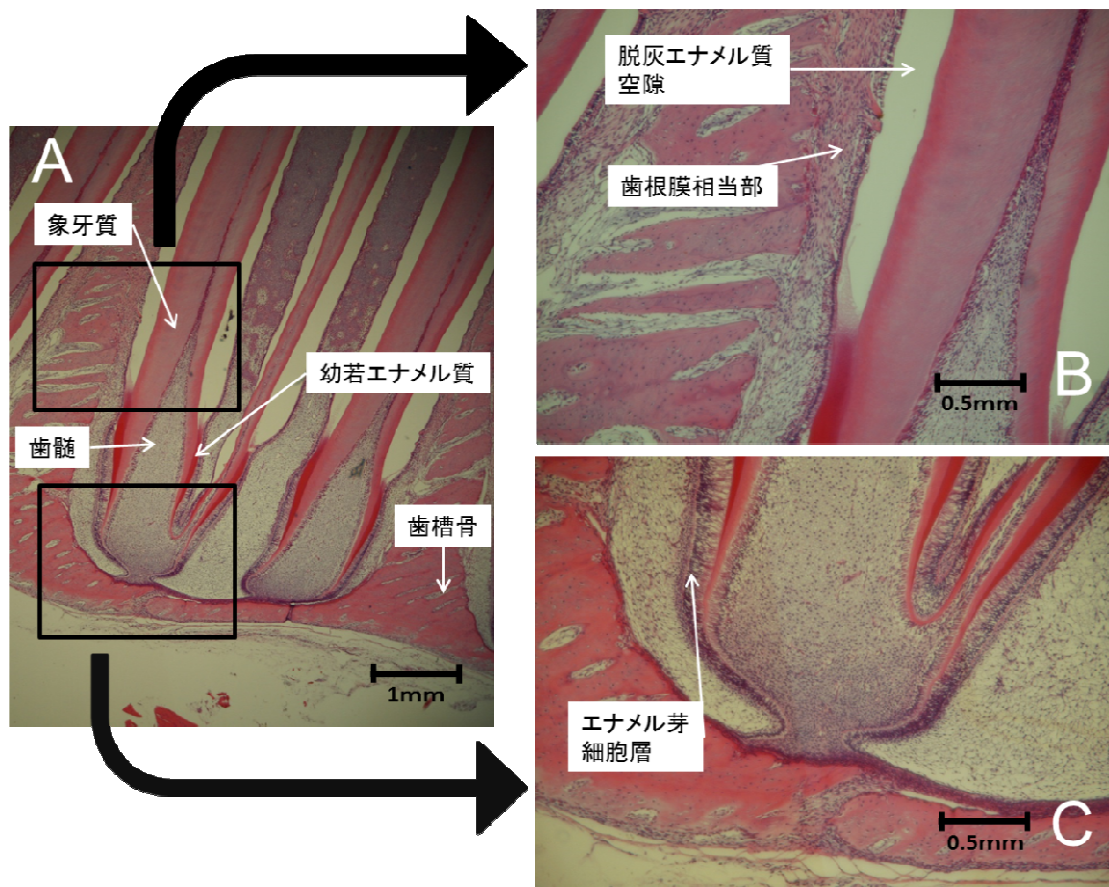 A
象牙質
幼若エナメル質
歯髄
歯槽骨
1mm
脱灰エナメル質
空隙
歯根膜相当部
B
0.5mm
エナメル芽
細胞層
C
0.5mm